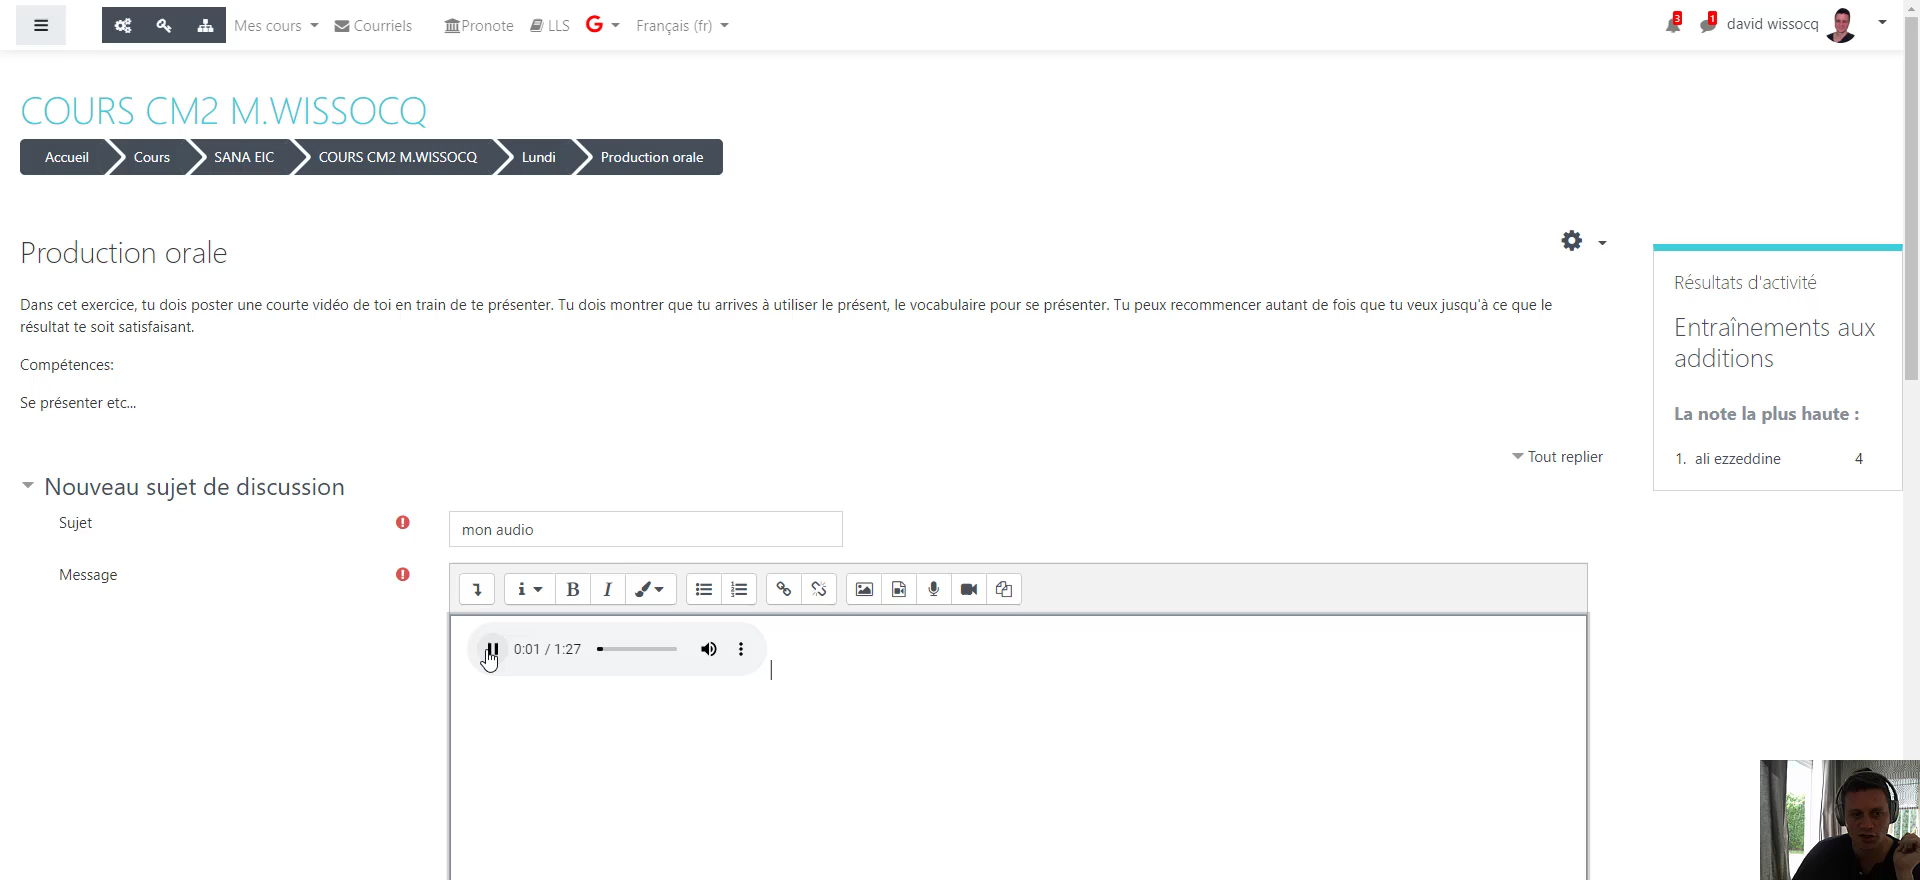 Mes cours
Courriels
Pronote
LLS
Français (fr)
3
1
david wissocq
COURS CM2 M.WISSOCQ
Accueil
Cours
SANA EIC
COURS CM2 M.WISSOCQ
Lundi
Production orale
Production orale
Dans cet exercice, tu dois poster une courte vidéo de toi en train de te présenter. Tu dois montrer que tu arrives à utiliser le présent, le vocabulaire pour se présenter. Tu peux recommencer autant de fois que tu veux jusqu'à ce que le
résultat te soit satisfaisant.
Compétences:
Se présenter etc...
Tout replier
Nouveau sujet de discussion
Sujet
mon audio
Message
B
I
0:01 / 1:27
Résultats d'activité
Entraînements aux
additions
La note la plus haute :
1. ali ezzeddine 4